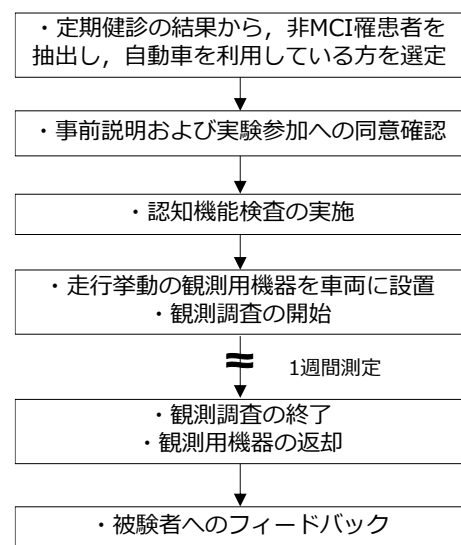 ・定期健診の結果から，非MCI罹患者を
抽出し，自動車を利用している方を選定
・事前説明および実験参加への同意確認
・認知機能検査の実施
・走行挙動の観測用機器を車両に設置
・観測調査の開始
1週間測定
・観測調査の終了
・観測用機器の返却
・被験者へのフィードバック